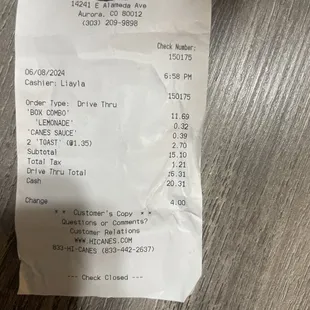 14241 E Alameda Ave
Aurora, CO 80012
(303) 209-9898
Check Number:
150175
06/08/2024 6:58 PM
Cashier: Liayla
150175
Order Type: Drive Thru
'BOX COMBO' 11.69
'LEMONADE' 0.32
'CANES SAUCE' 0.39
2 'TOAST' (@1.35) 2.70
Subtotal 15.10
Total Tax 1.21
Drive Thru Total 16.31
Cash 20.31
Change 4.00
* * Customer's Copy * *
Questions or Comments?
Customer Relations
WWW.HICANES.COM
833-HI-CANES (833-442-2637)
--- Check Closed ---